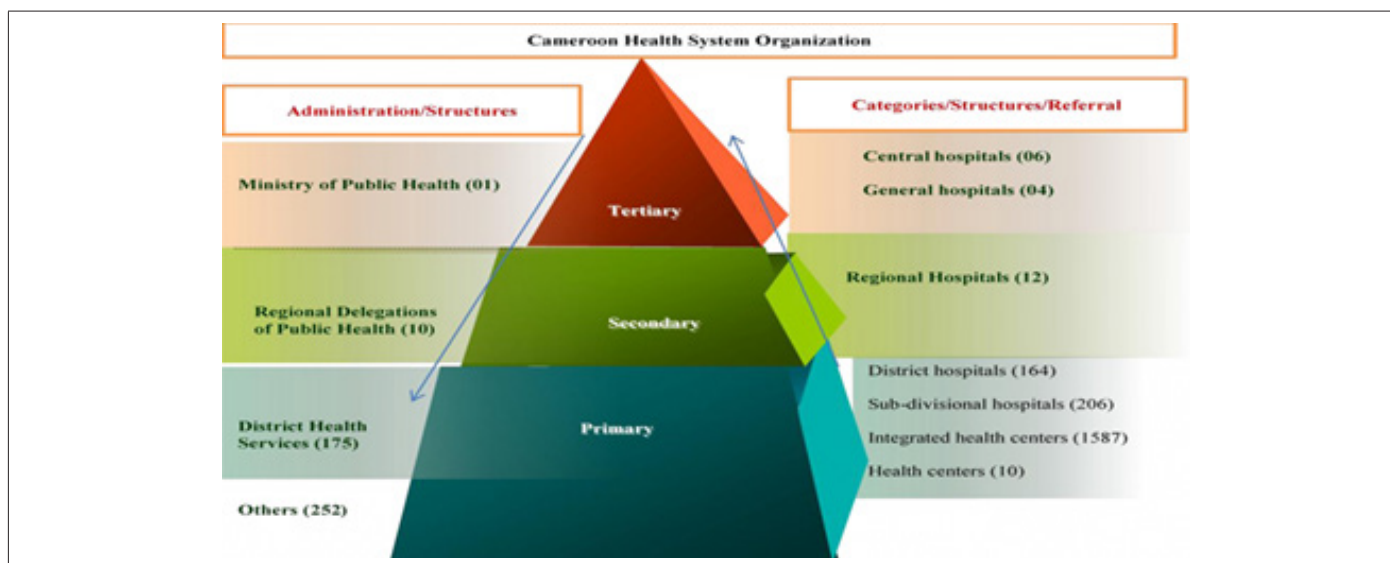 Cameroon Health System Organization
Administration/Structures
Categories/Structures/Referral
Ministry of Public Health (01)
Tertiary
Central hospitals (06)
General hospitals (04)
Regional Delegations
of Public Health (10)
Secondary
Regional Hospitals (12)
District Health
Services (175)
Others (252)
Primary
District hospitals (164)
Sub-divisional hospitals (206)
Integrated health centers (1587)
Health centers (10)